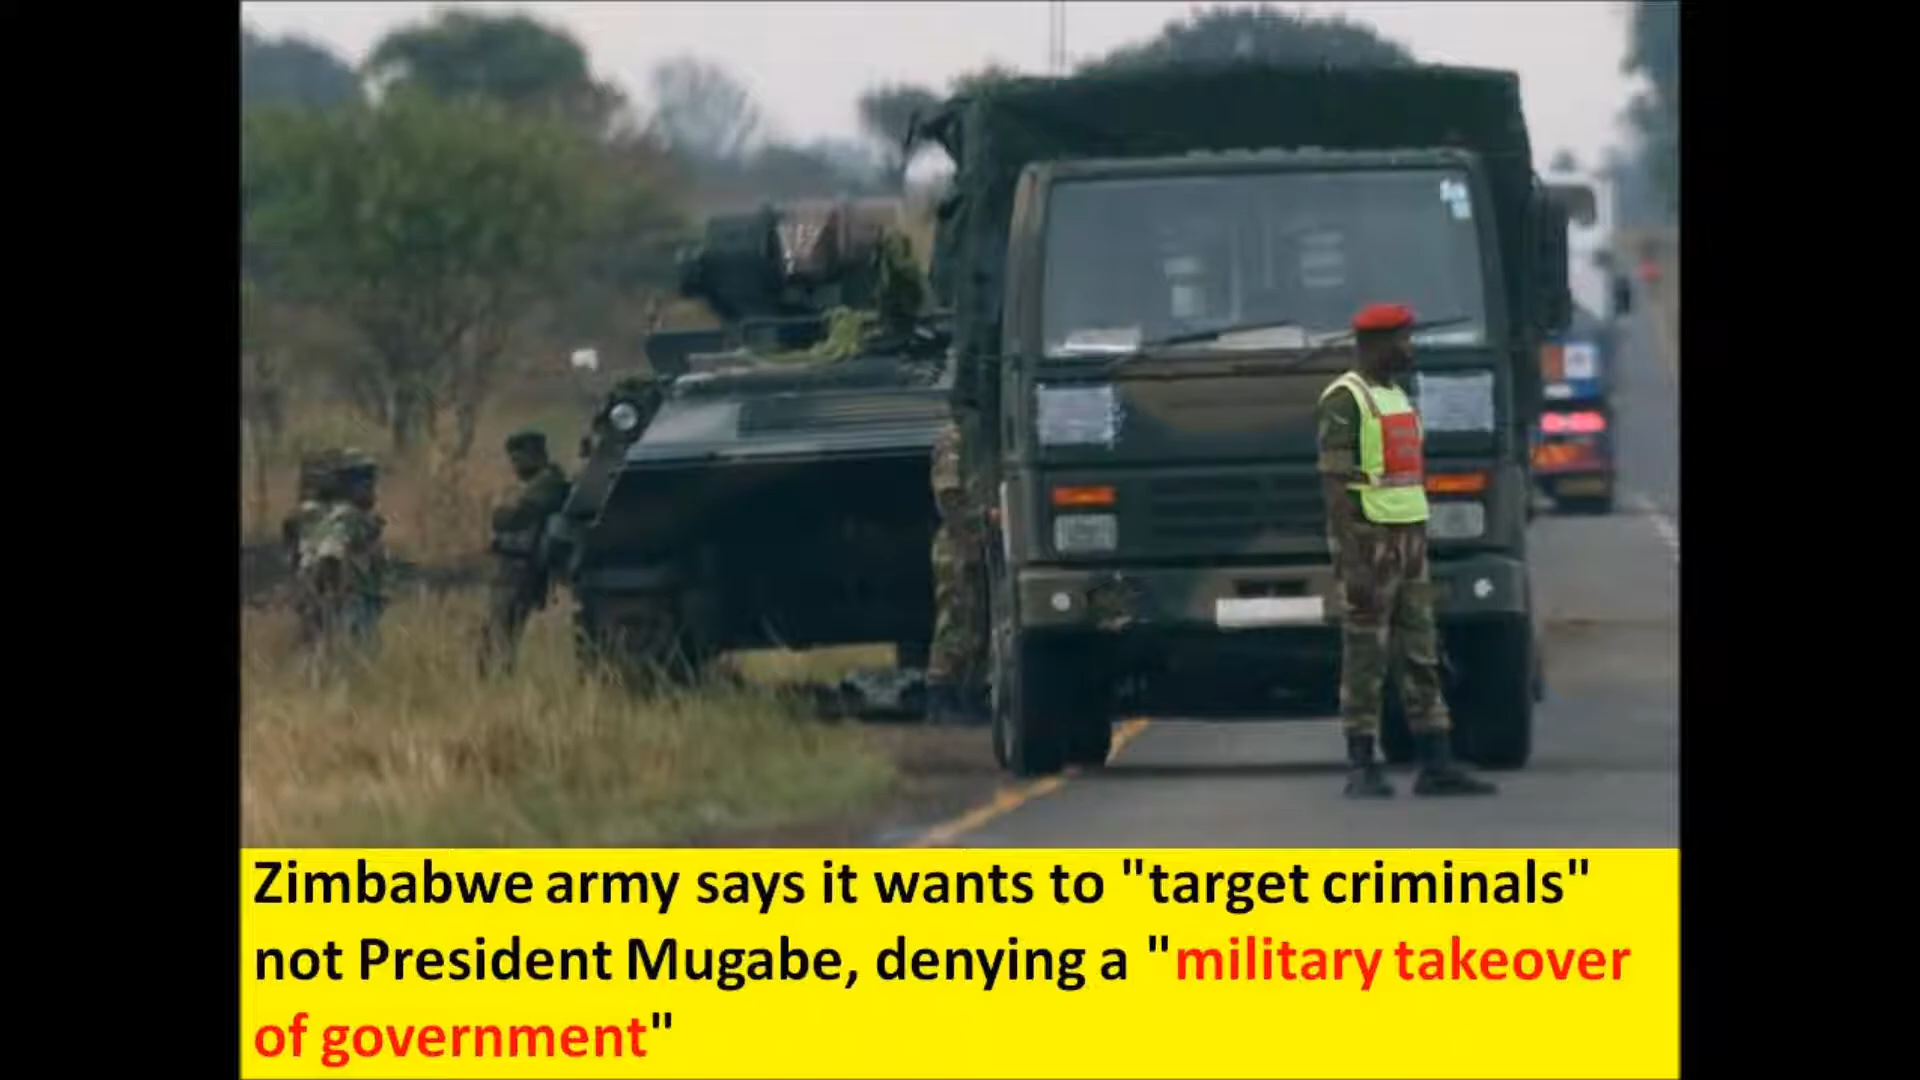 Zimbabwe army says it wants to "target criminals"
not President Mugabe, denying a "military takeover
of government"